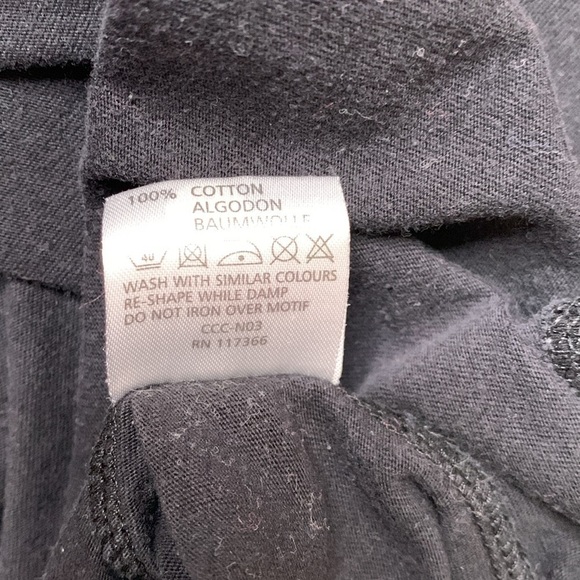 100% COTTON
ALGODON
BAUMWOLLE
40
WASH WITH SIMILAR COLOURS
RE-SHAPE WHILE DAMP
DO NOT IRON OVER MOTIF
CCC-N03
RN 117366